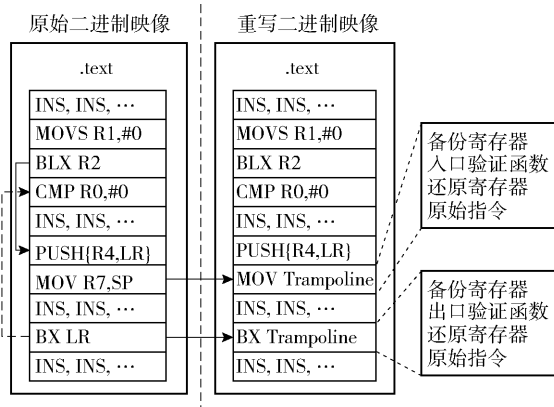 原始二进制映像
.text
INS, INS, …
MOVS R1,#0
BLX R2
CMP R0,#0
INS, INS, …
PUSH{R4,LR}
MOV R7,SP
INS, INS, …
BX LR
INS, INS, …
重写二进制映像
.text
INS, INS, …
MOVS R1,#0
BLX R2
CMP R0,#0
INS, INS, …
PUSH{R4,LR}
MOV Trampoline
INS, INS, …
BX Trampoline
INS, INS, …
备份寄存器
入口验证函数
还原寄存器
原始指令
备份寄存器
出口验证函数
还原寄存器
原始指令